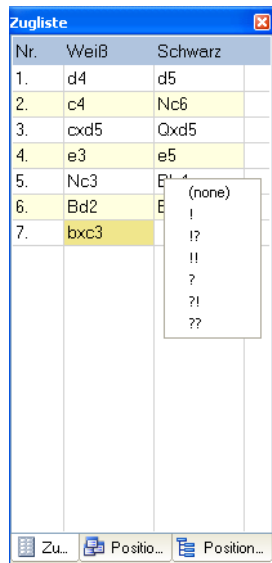 Zugliste
Nr. Weiß Schwarz
1. d4 d5
2. c4 Nc6
3. cxd5 Qxd5
4. e3 e5
5. Nc3
6. Bd2
7. bxc3
(none)
!
!?
!!
?
?!
??
Zu... Positio... Position...